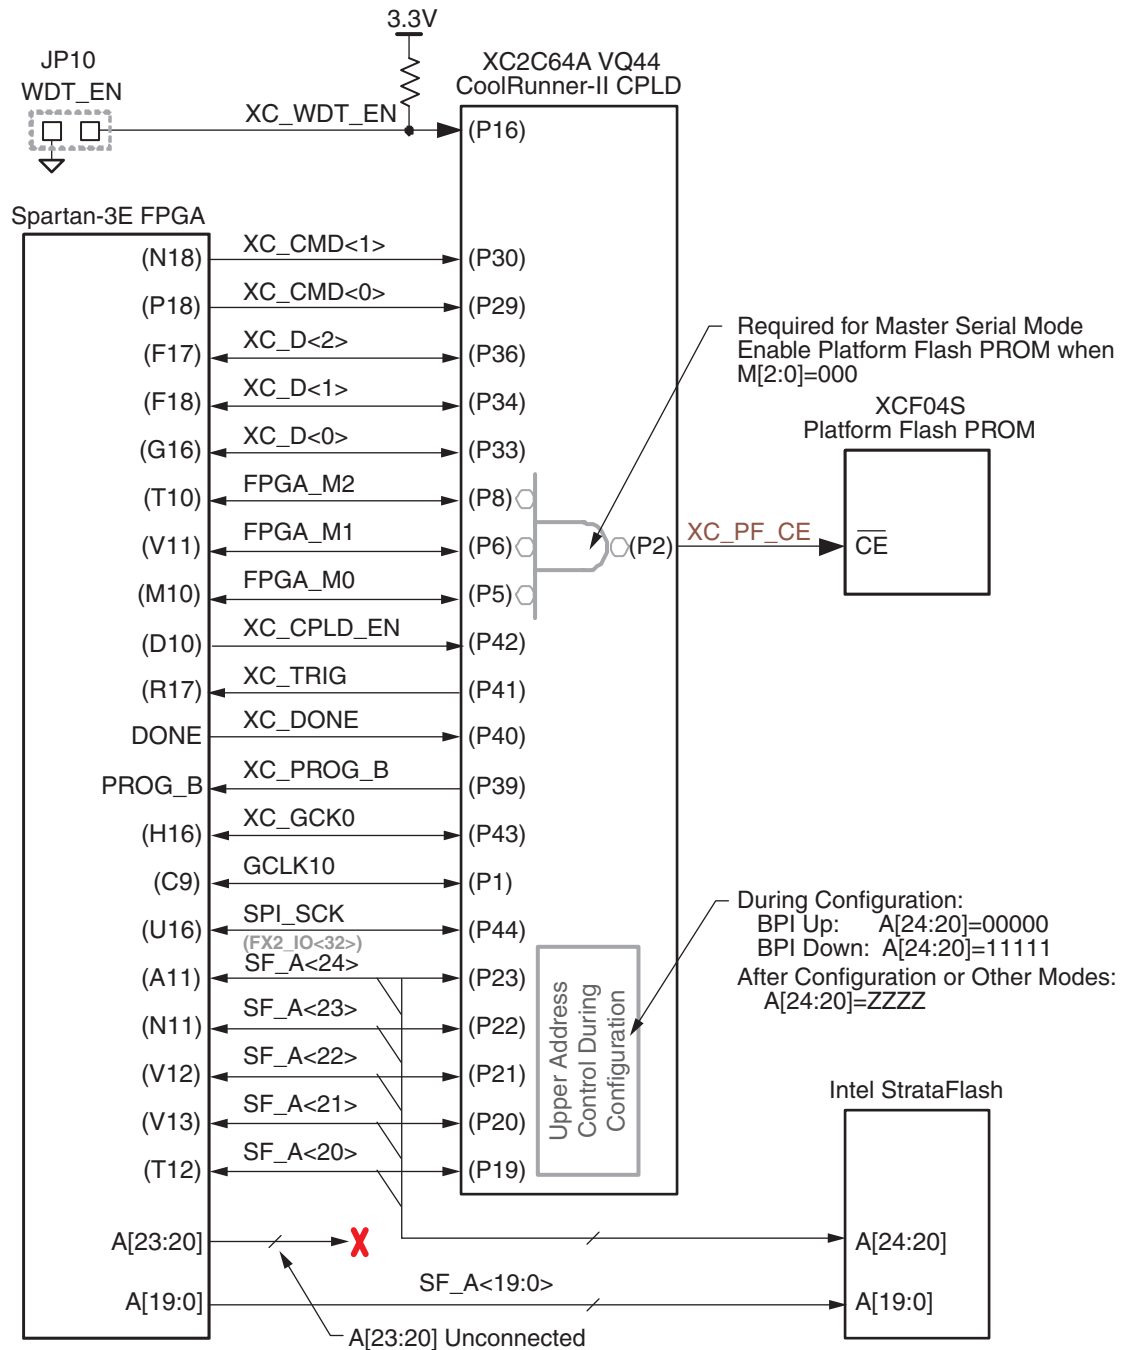 3.3V
JP10
WDT_EN
XC2C64A VQ44
CoolRunner-II CPLD
XC_WDT_EN
(P16)
Spartan-3E FPGA
(N18) XC_CMD<1> (P30)
(P18) XC_CMD<0> (P29)
(F17) XC_D<2> (P36)
(F18) XC_D<1> (P34)
(G16) XC_D<0> (P33)
(T10) FPGA_M2 (P8)
(V11) FPGA_M1 (P6)
(M10) FPGA_M0 (P5)
(P2) XC_PF_CE
Required for Master Serial Mode
Enable Platform Flash PROM when
M[2:0]=000
XCF04S
Platform Flash PROM
CE
(D10) XC_CPLD_EN (P42)
(R17) XC_TRIG (P41)
DONE XC_DONE (P40)
PROG_B XC_PROG_B (P39)
(H16) XC_GCK0 (P43)
(C9) GCLK10 (P1)
(U16) SPI_SCK (P44)
(FX2_IO<32>)
(A11) SF_A<24> (P23)
(N11) SF_A<23> (P22)
(V12) SF_A<22> (P21)
(V13) SF_A<21> (P20)
(T12) SF_A<20> (P19)
Upper Address
Control During
Configuration
During Configuration:
BPI Up: A[24:20]=00000
BPI Down: A[24:20]=11111
After Configuration or Other Modes:
A[24:20]=ZZZZ
Intel StrataFlash
A[23:20]
X
A[24:20]
A[19:0] SF_A<19:0> A[19:0]
A[23:20] Unconnected